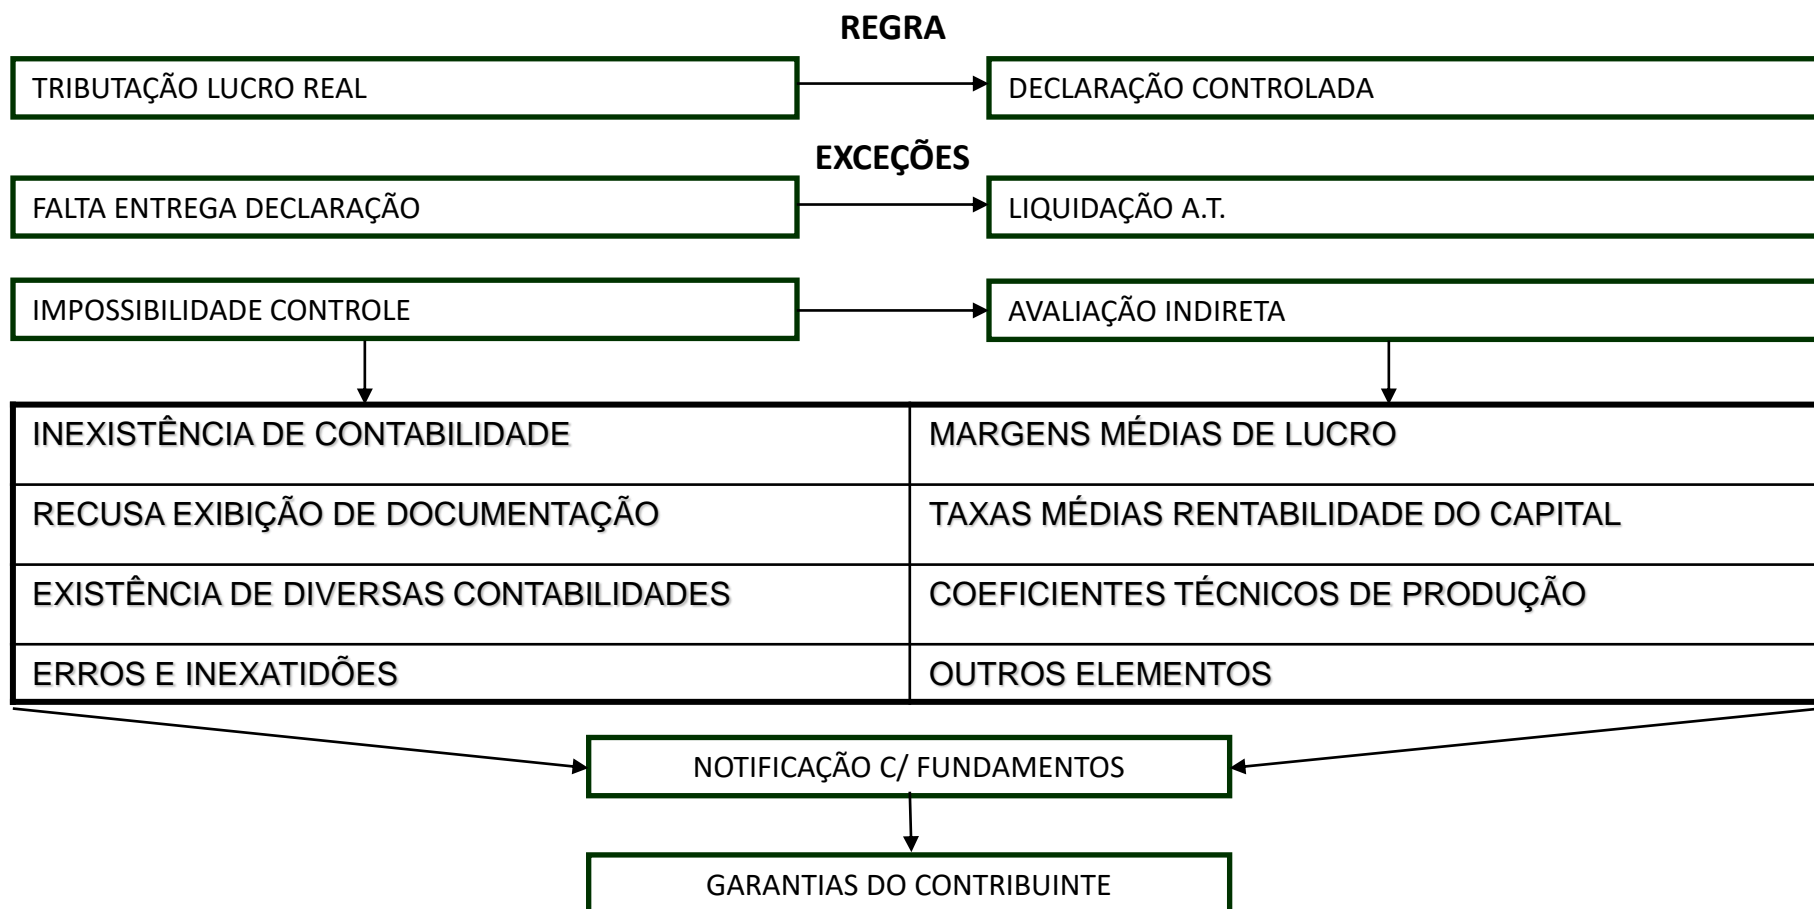 REGRA
TRIBUTAÇÃO LUCRO REAL
DECLARAÇÃO CONTROLADA
EXCEÇÕES
FALTA ENTREGA DECLARAÇÃO
LIQUIDAÇÃO A.T.
IMPOSSIBILIDADE CONTROLE
AVALIAÇÃO INDIRETA
INEXISTÊNCIA DE CONTABILIDADE
MARGENS MÉDIAS DE LUCRO
RECUSA EXIBIÇÃO DE DOCUMENTAÇÃO
TAXAS MÉDIAS RENTABILIDADE DO CAPITAL
EXISTÊNCIA DE DIVERSAS CONTABILIDADES
COEFICIENTES TÉCNICOS DE PRODUÇÃO
ERROS E INEXATIDÕES
OUTROS ELEMENTOS
NOTIFICAÇÃO C/ FUNDAMENTOS
GARANTIAS DO CONTRIBUINTE